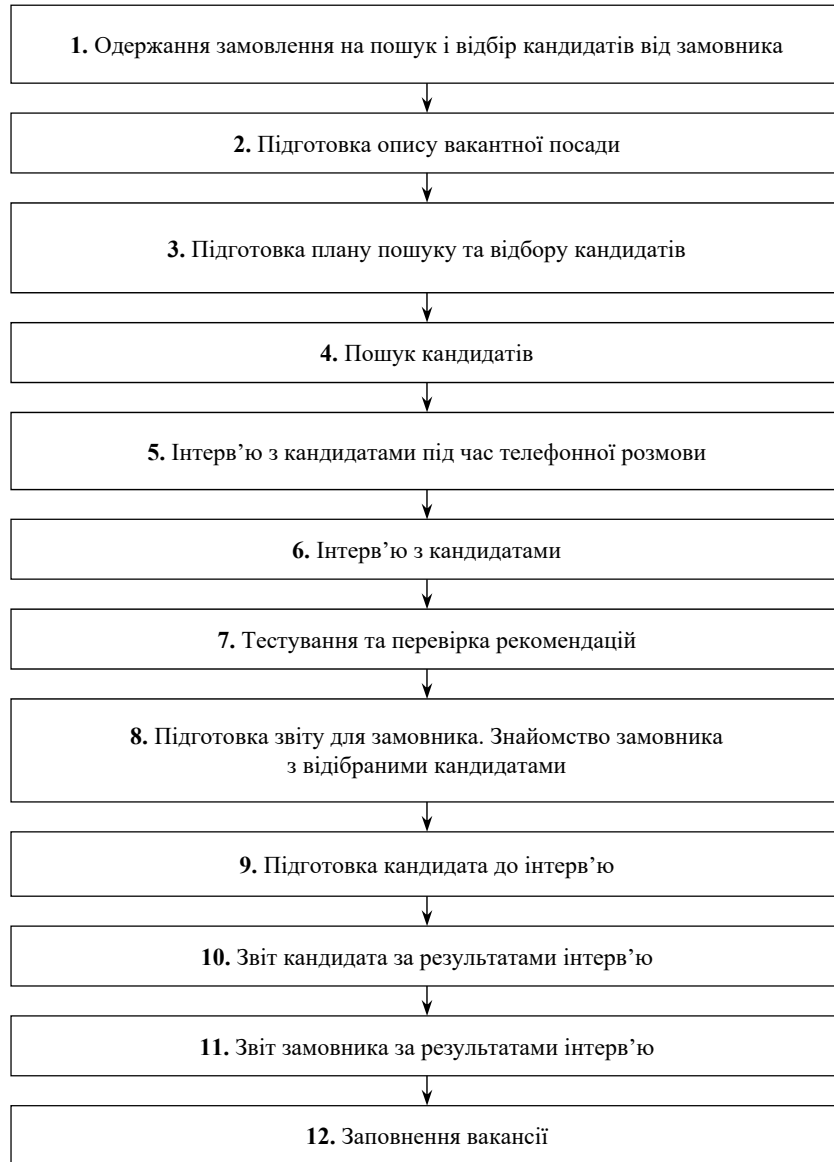 1. Одержання замовлення на пошук і відбір кандидатів від замовника
2. Підготовка опису вакантної посади
3. Підготовка плану пошуку та відбору кандидатів
4. Пошук кандидатів
5. Інтерв’ю з кандидатами під час телефонної розмови
6. Інтерв’ю з кандидатами
7. Тестування та перевірка рекомендацій
8. Підготовка звіту для замовника. Знайомство замовника
з відібраними кандидатами
9. Підготовка кандидата до інтерв’ю
10. Звіт кандидата за результатами інтерв’ю
11. Звіт замовника за результатами інтерв’ю
12. Заповнення вакансії